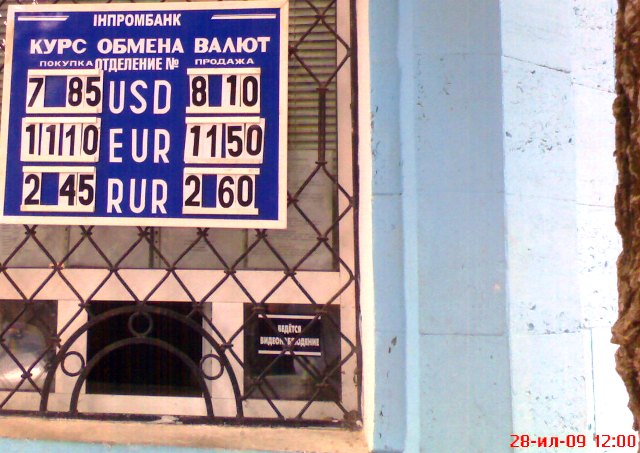 ІНПРОМБАНК
КУРС ОБМЕНА ВАЛЮТ
ПОКУПКА ОТДЕЛЕНИЕ № ПРОДАЖА
7 85 USD 8 10
11 10 EUR 11 50
2 45 RUR 2 60
ВЕДЁТСЯ
ВИДЕОНАБЛЮДЕНИЕ
28-ил-09 12:00